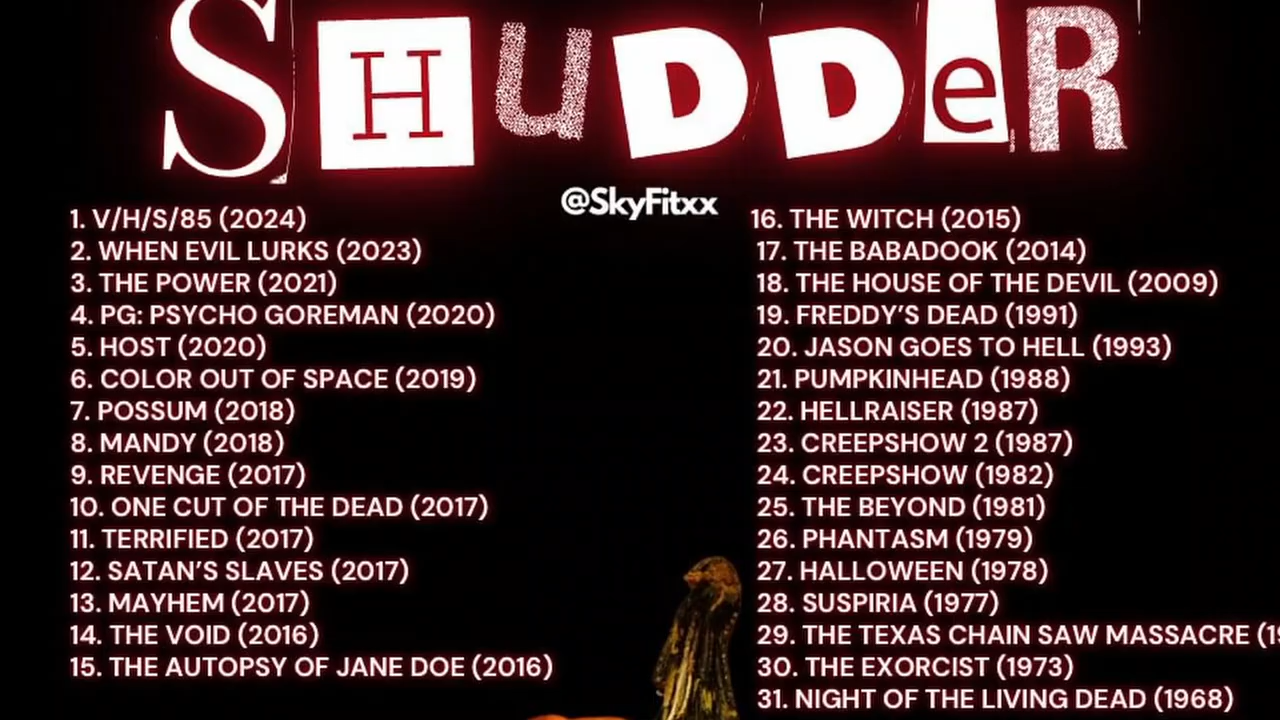 SHUDDeR
@SkyFitxx
1. V/H/S/85 (2024)
2. WHEN EVIL LURKS (2023)
3. THE POWER (2021)
4. PG: PSYCHO GOREMAN (2020)
5. HOST (2020)
6. COLOR OUT OF SPACE (2019)
7. POSSUM (2018)
8. MANDY (2018)
9. REVENGE (2017)
10. ONE CUT OF THE DEAD (2017)
11. TERRIFIED (2017)
12. SATAN’S SLAVES (2017)
13. MAYHEM (2017)
14. THE VOID (2016)
15. THE AUTOPSY OF JANE DOE (2016)
16. THE WITCH (2015)
17. THE BABADOOK (2014)
18. THE HOUSE OF THE DEVIL (2009)
19. FREDDY’S DEAD (1991)
20. JASON GOES TO HELL (1993)
21. PUMPKINHEAD (1988)
22. HELLRAISER (1987)
23. CREEPSHOW 2 (1987)
24. CREEPSHOW (1982)
25. THE BEYOND (1981)
26. PHANTASM (1979)
27. HALLOWEEN (1978)
28. SUSPIRIA (1977)
29. THE TEXAS CHAIN SAW MASSACRE
30. THE EXORCIST (1973)
31. NIGHT OF THE LIVING DEAD (1968)